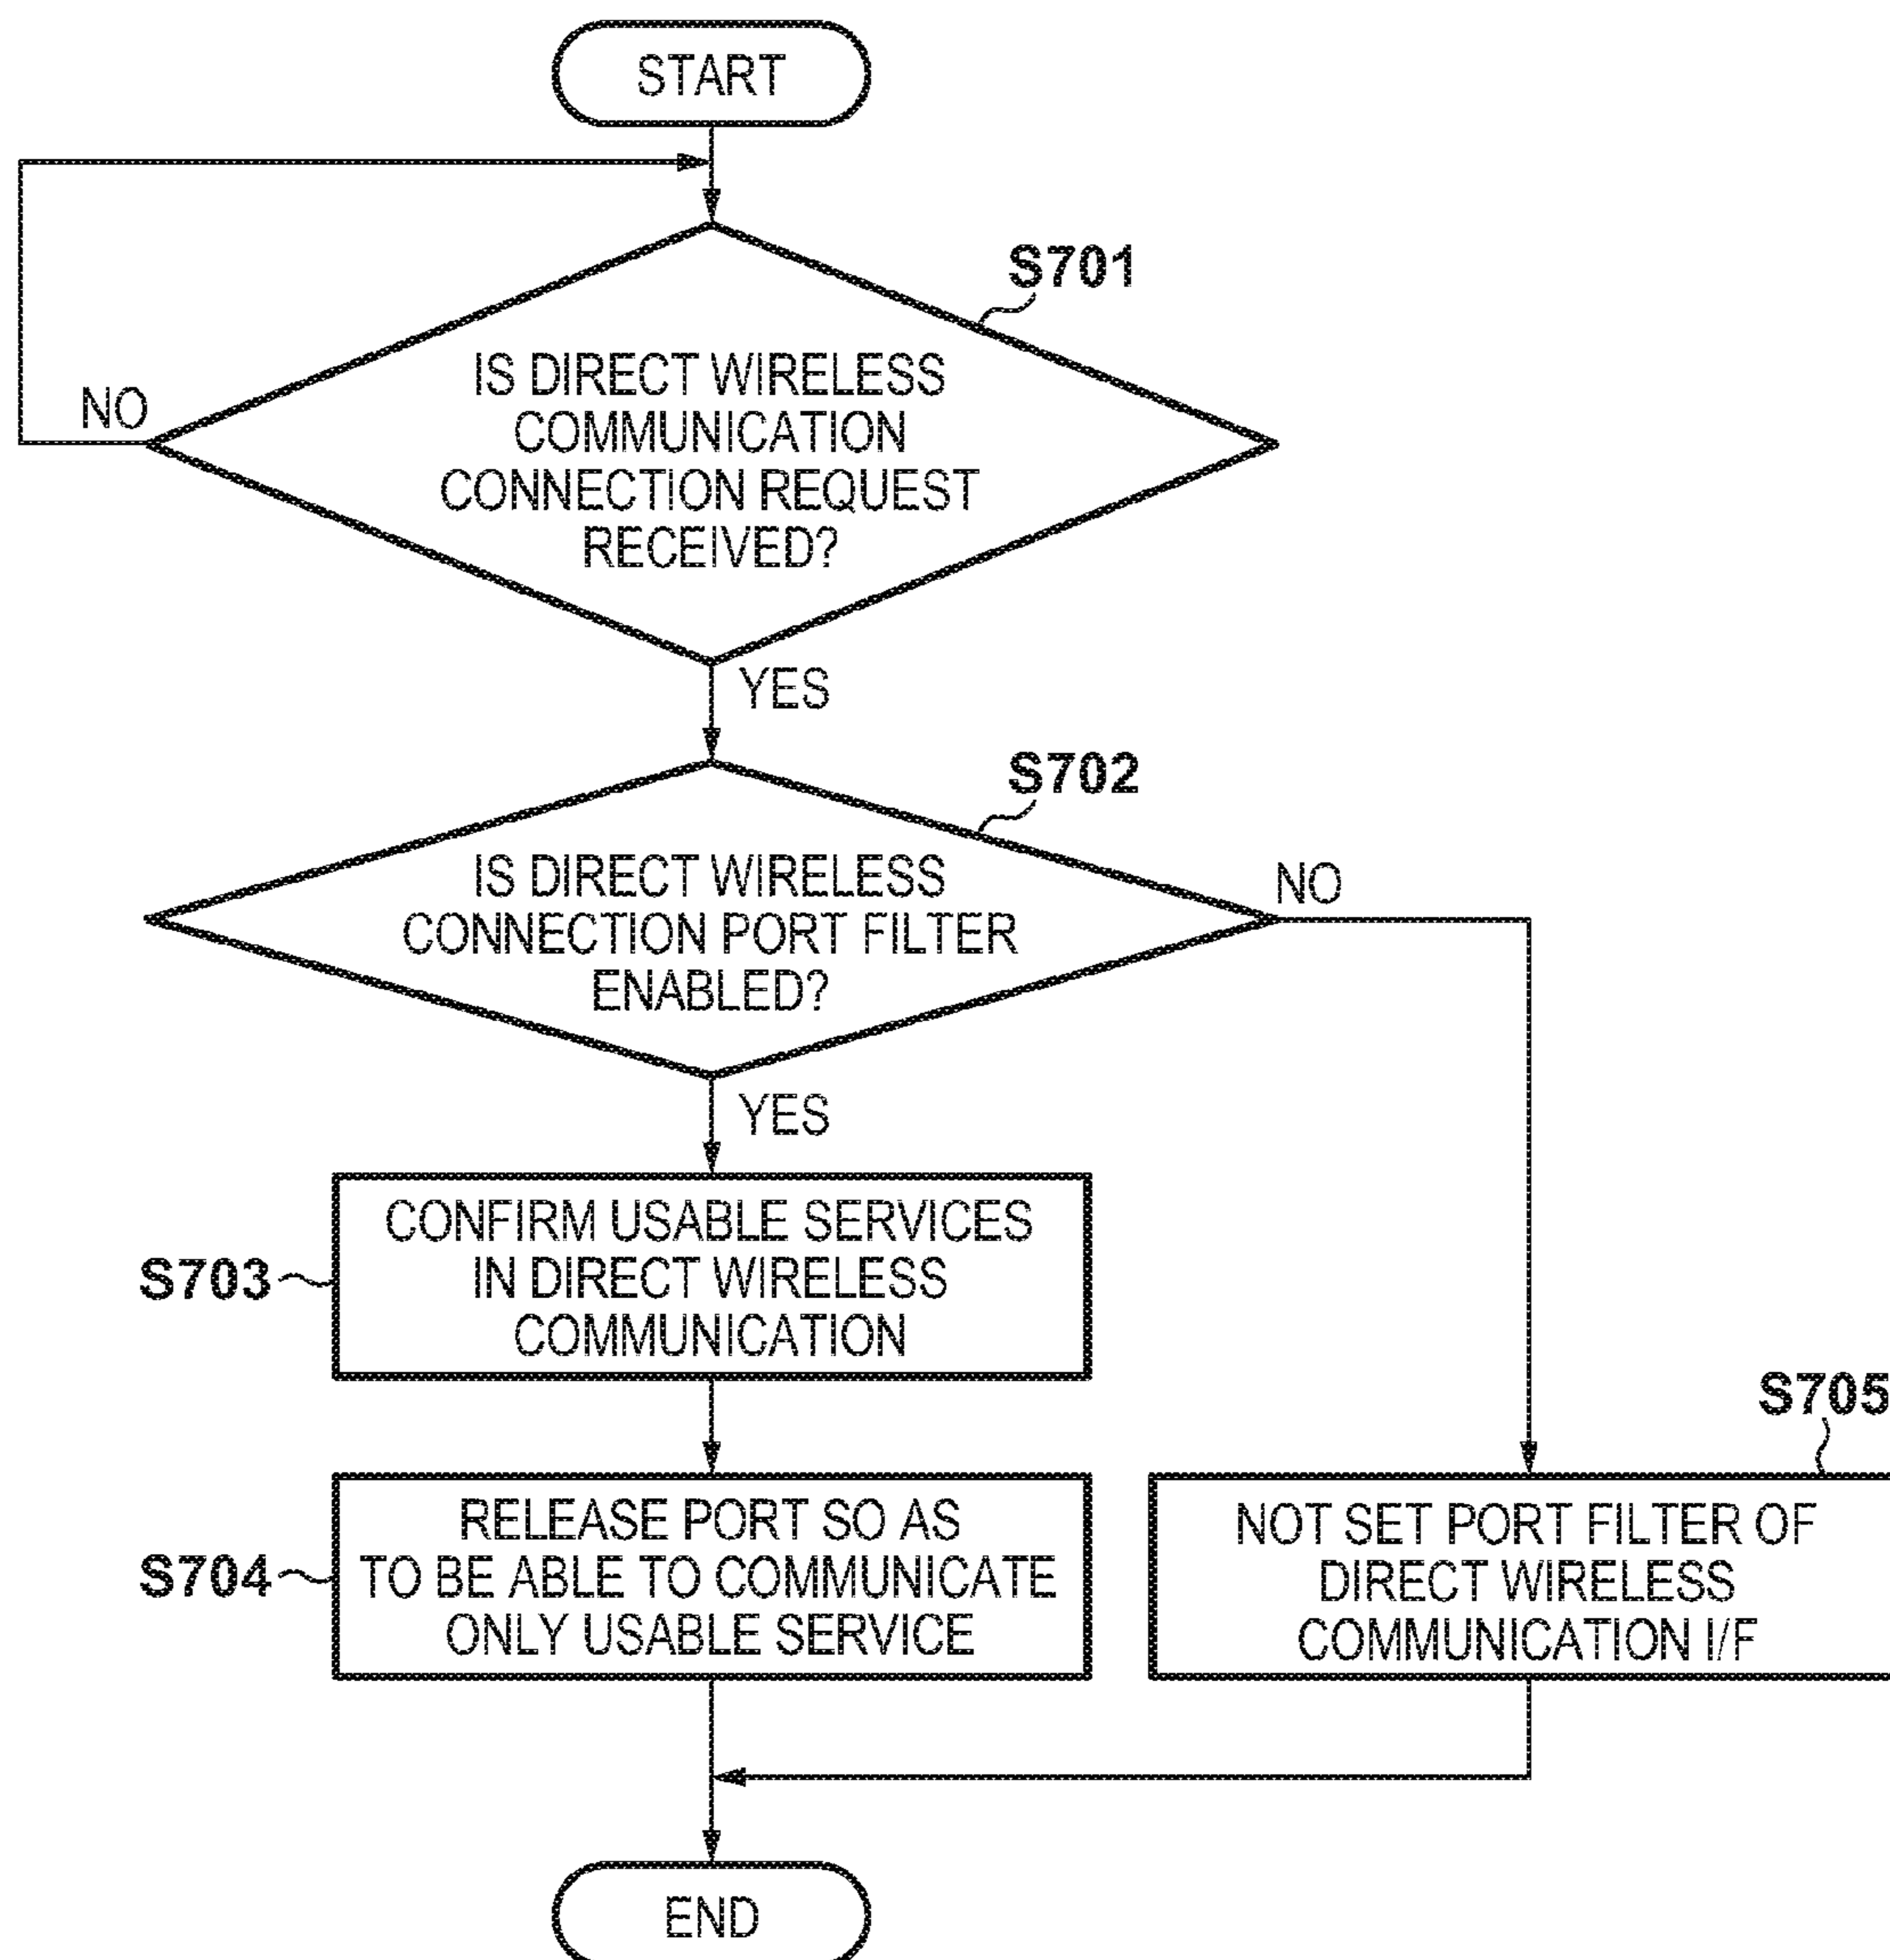 START
S701
IS DIRECT WIRELESS
COMMUNICATION
CONNECTION REQUEST
RECEIVED?
NO
YES
S702
IS DIRECT WIRELESS
CONNECTION PORT FILTER
ENABLED?
NO
YES
S703
CONFIRM USABLE SERVICES
IN DIRECT WIRELESS
COMMUNICATION
S704
RELEASE PORT SO AS
TO BE ABLE TO COMMUNICATE
ONLY USABLE SERVICE
S705
NOT SET PORT FILTER OF
DIRECT WIRELESS
COMMUNICATION I/F
END